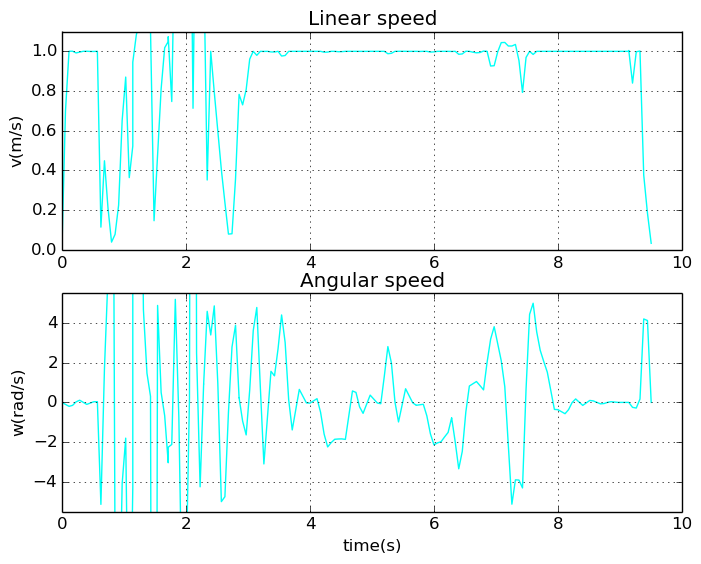 Linear speed
1.0
0.8
0.6
0.4
0.2
0.0
v(m/s)
0 2 4 6 8 10
Angular speed
4
2
0
−2
−4
w(rad/s)
0 2 4 6 8 10
time(s)